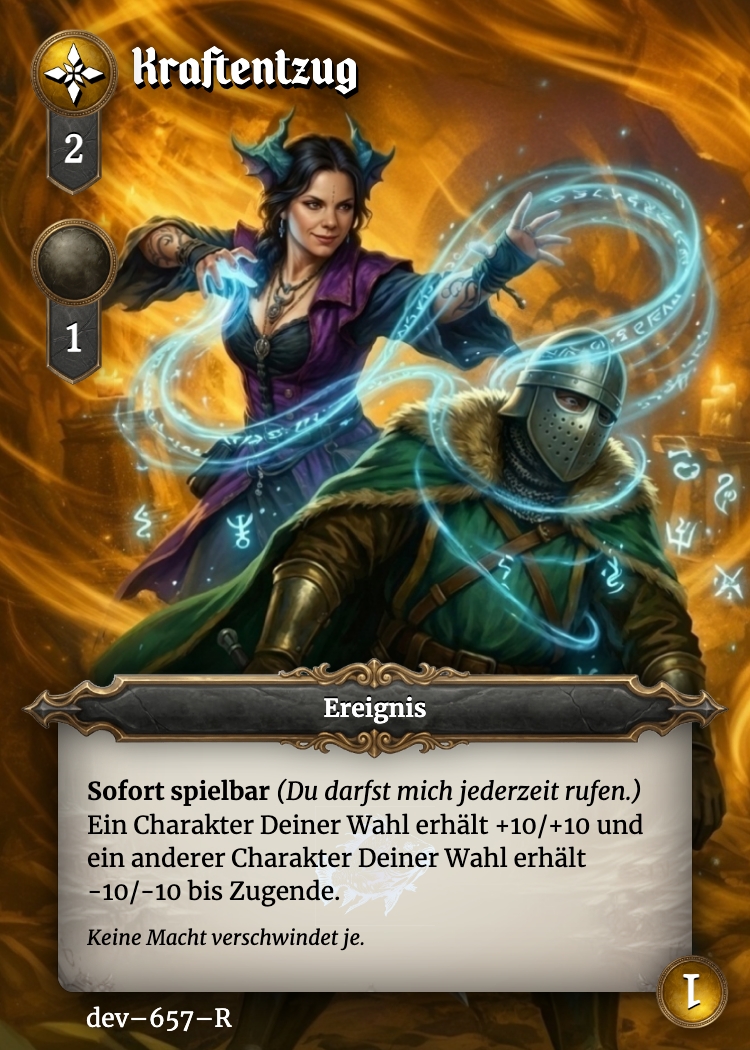 Kraftentzug
2
1
Ereignis
Sofort spielbar (Du darfst mich jederzeit rufen.)
Ein Charakter Deiner Wahl erhält +10/+10 und
ein anderer Charakter Deiner Wahl erhält
-10/-10 bis Zugende.
Keine Macht verschwindet je.
1
dev–657–R